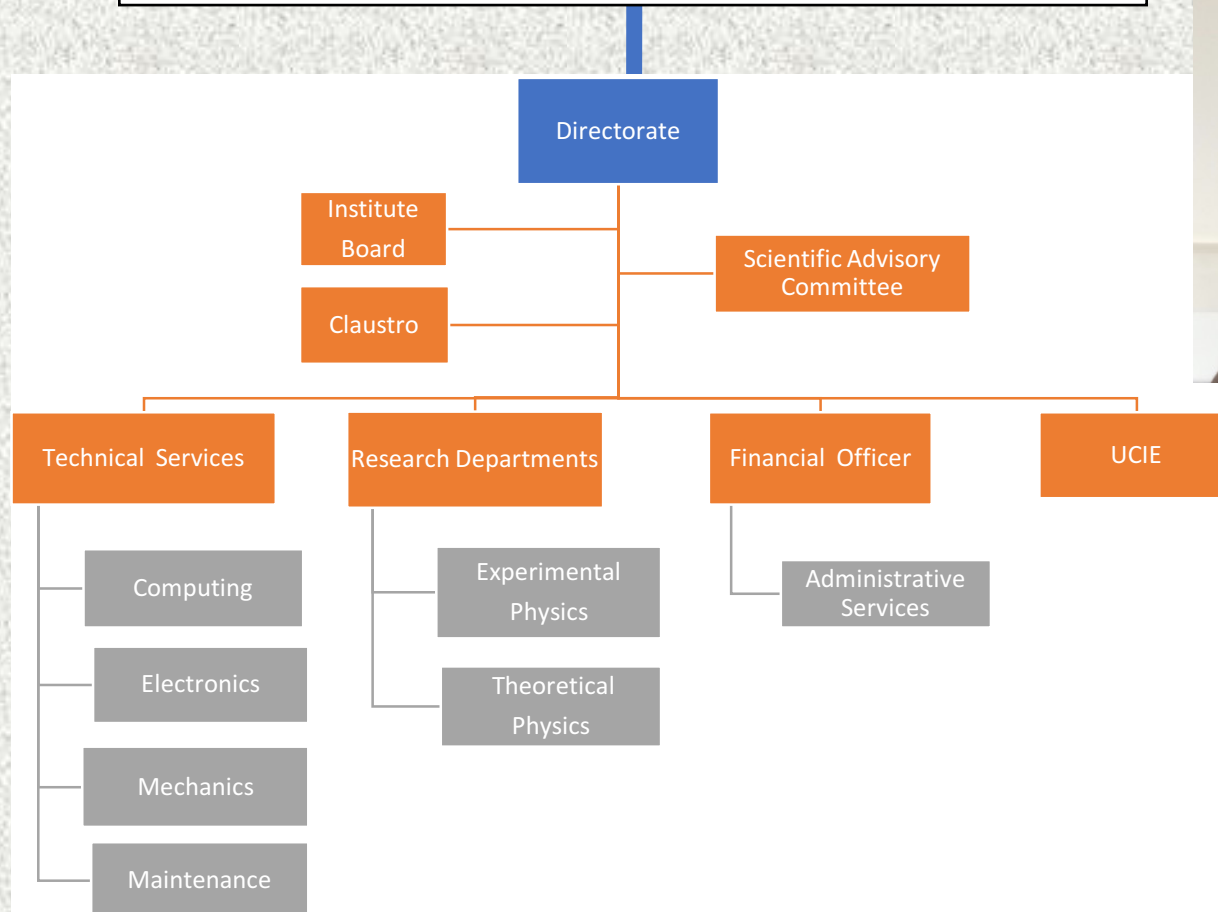 Directorate
Institute
Board
Scientific Advisory
Committee
Claustro
Technical Services
Research Departments
Financial Officer
UCIE
Computing
Experimental
Physics
Administrative
Services
Electronics
Theoretical
Physics
Mechanics
Maintenance